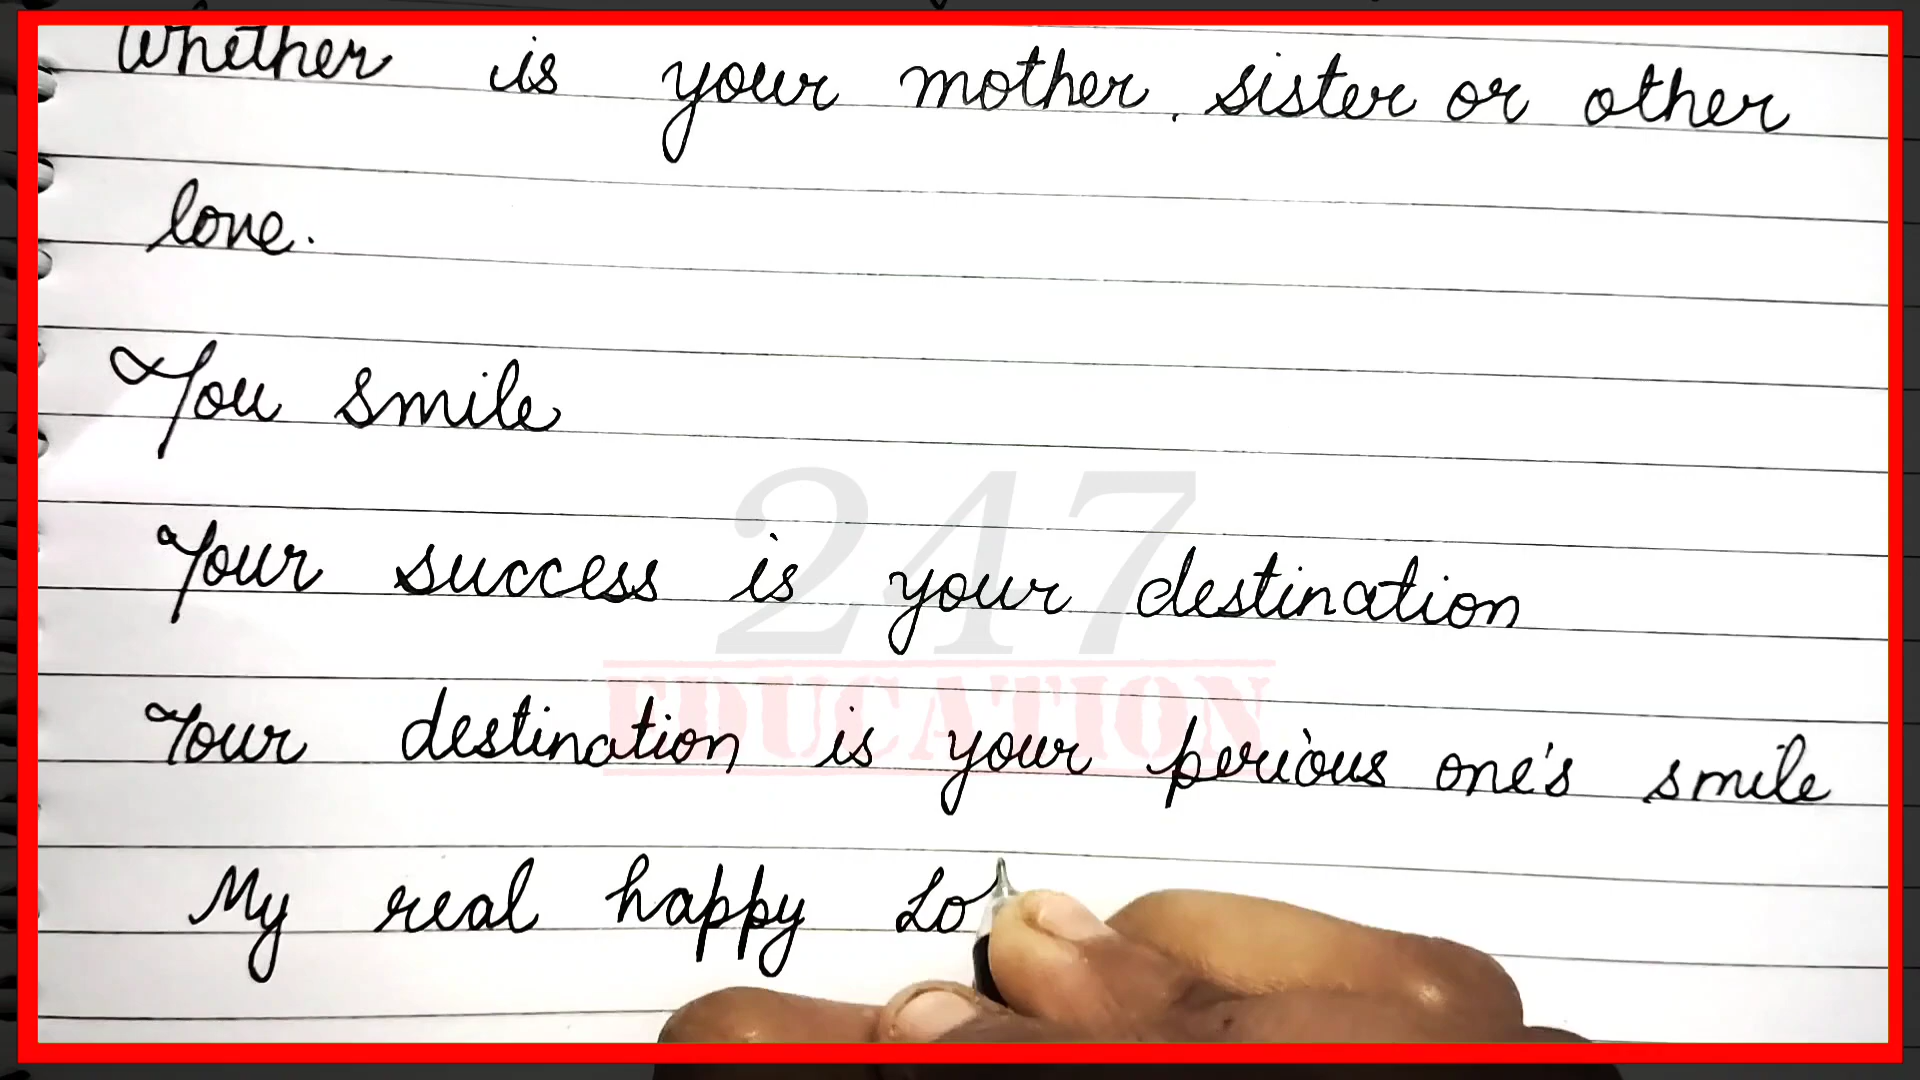 Whether is your mother, sister or other
love.
You smile
247
Your success is your destination
EDUCATION
Your destination is your perious one's smile
My real happy Lo